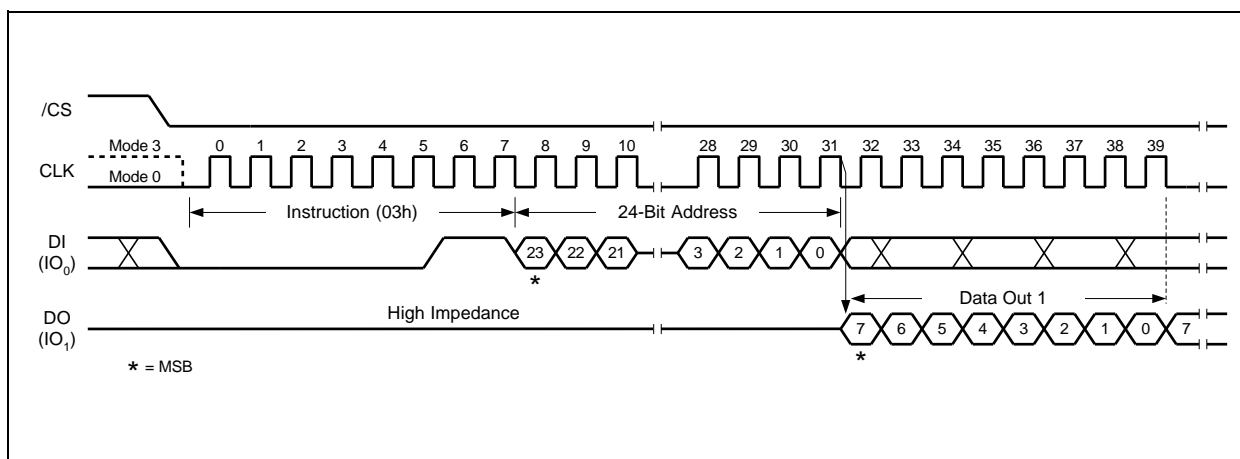 /CS
Mode 3
0 1 2 3 4 5 6 7 8 9 10 28 29 30 31 32 33 34 35 36 37 38 39
CLK
Mode 0
Instruction (03h) 24-Bit Address
DI
(IO0)
23 22 21 3 2 1 0
*
High Impedance
Data Out 1
DO
(IO1)
7 6 5 4 3 2 1 0 7
*
* = MSB